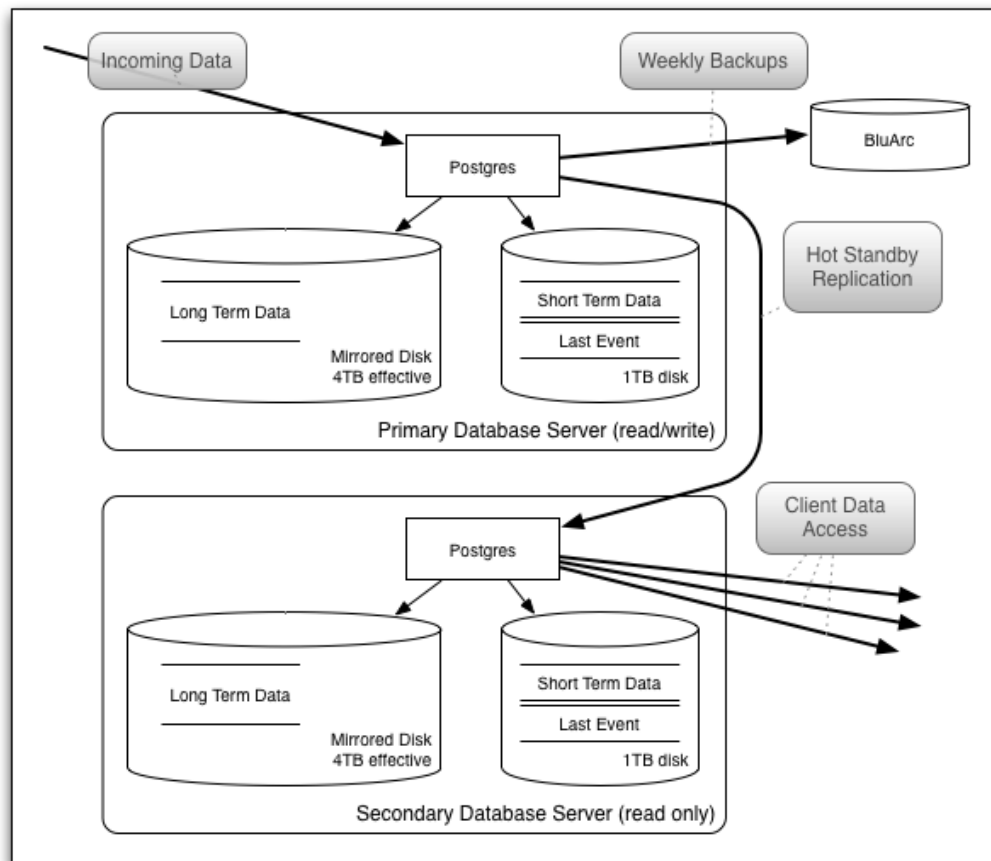 Incoming Data
Weekly Backups
Postgres
BluArc
Hot Standby
Replication
Long Term Data
Mirrored Disk
4TB effective
Short Term Data
Last Event
1TB disk
Primary Database Server (read/write)
Client Data
Access
Postgres
Long Term Data
Mirrored Disk
4TB effective
Short Term Data
Last Event
1TB disk
Secondary Database Server (read only)